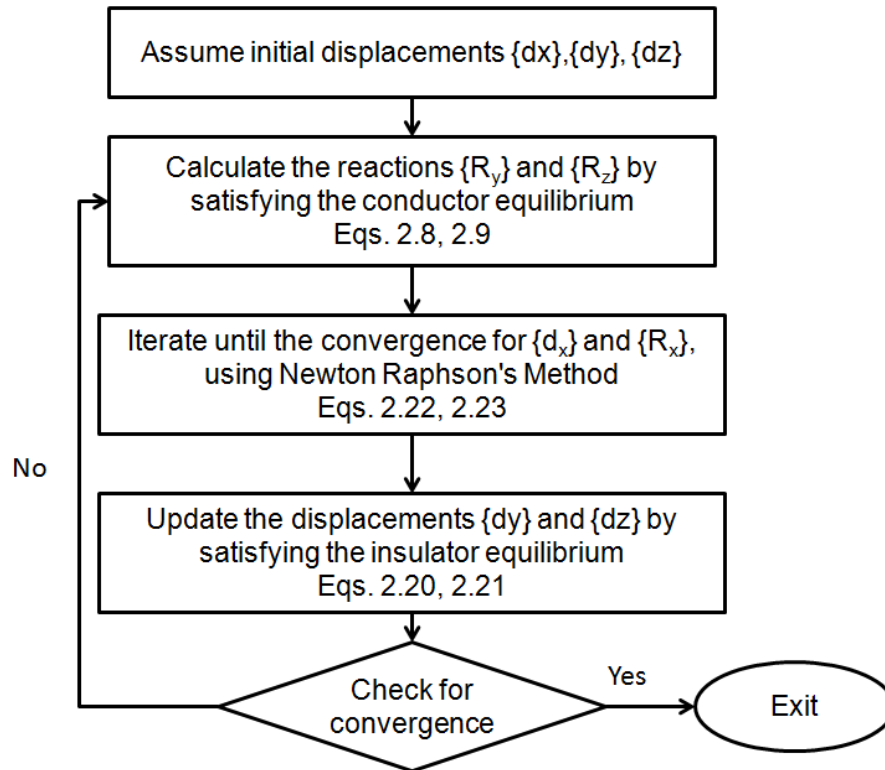 Assume initial displacements {dx},{dy}, {dz}
Calculate the reactions {Ry} and {Rz} by
satisfying the conductor equilibrium
Eqs. 2.8, 2.9
Iterate until the convergence for {dx} and {Rx},
using Newton Raphson's Method
Eqs. 2.22, 2.23
No
Update the displacements {dy} and {dz} by
satisfying the insulator equilibrium
Eqs. 2.20, 2.21
Check for
convergence
Yes
Exit